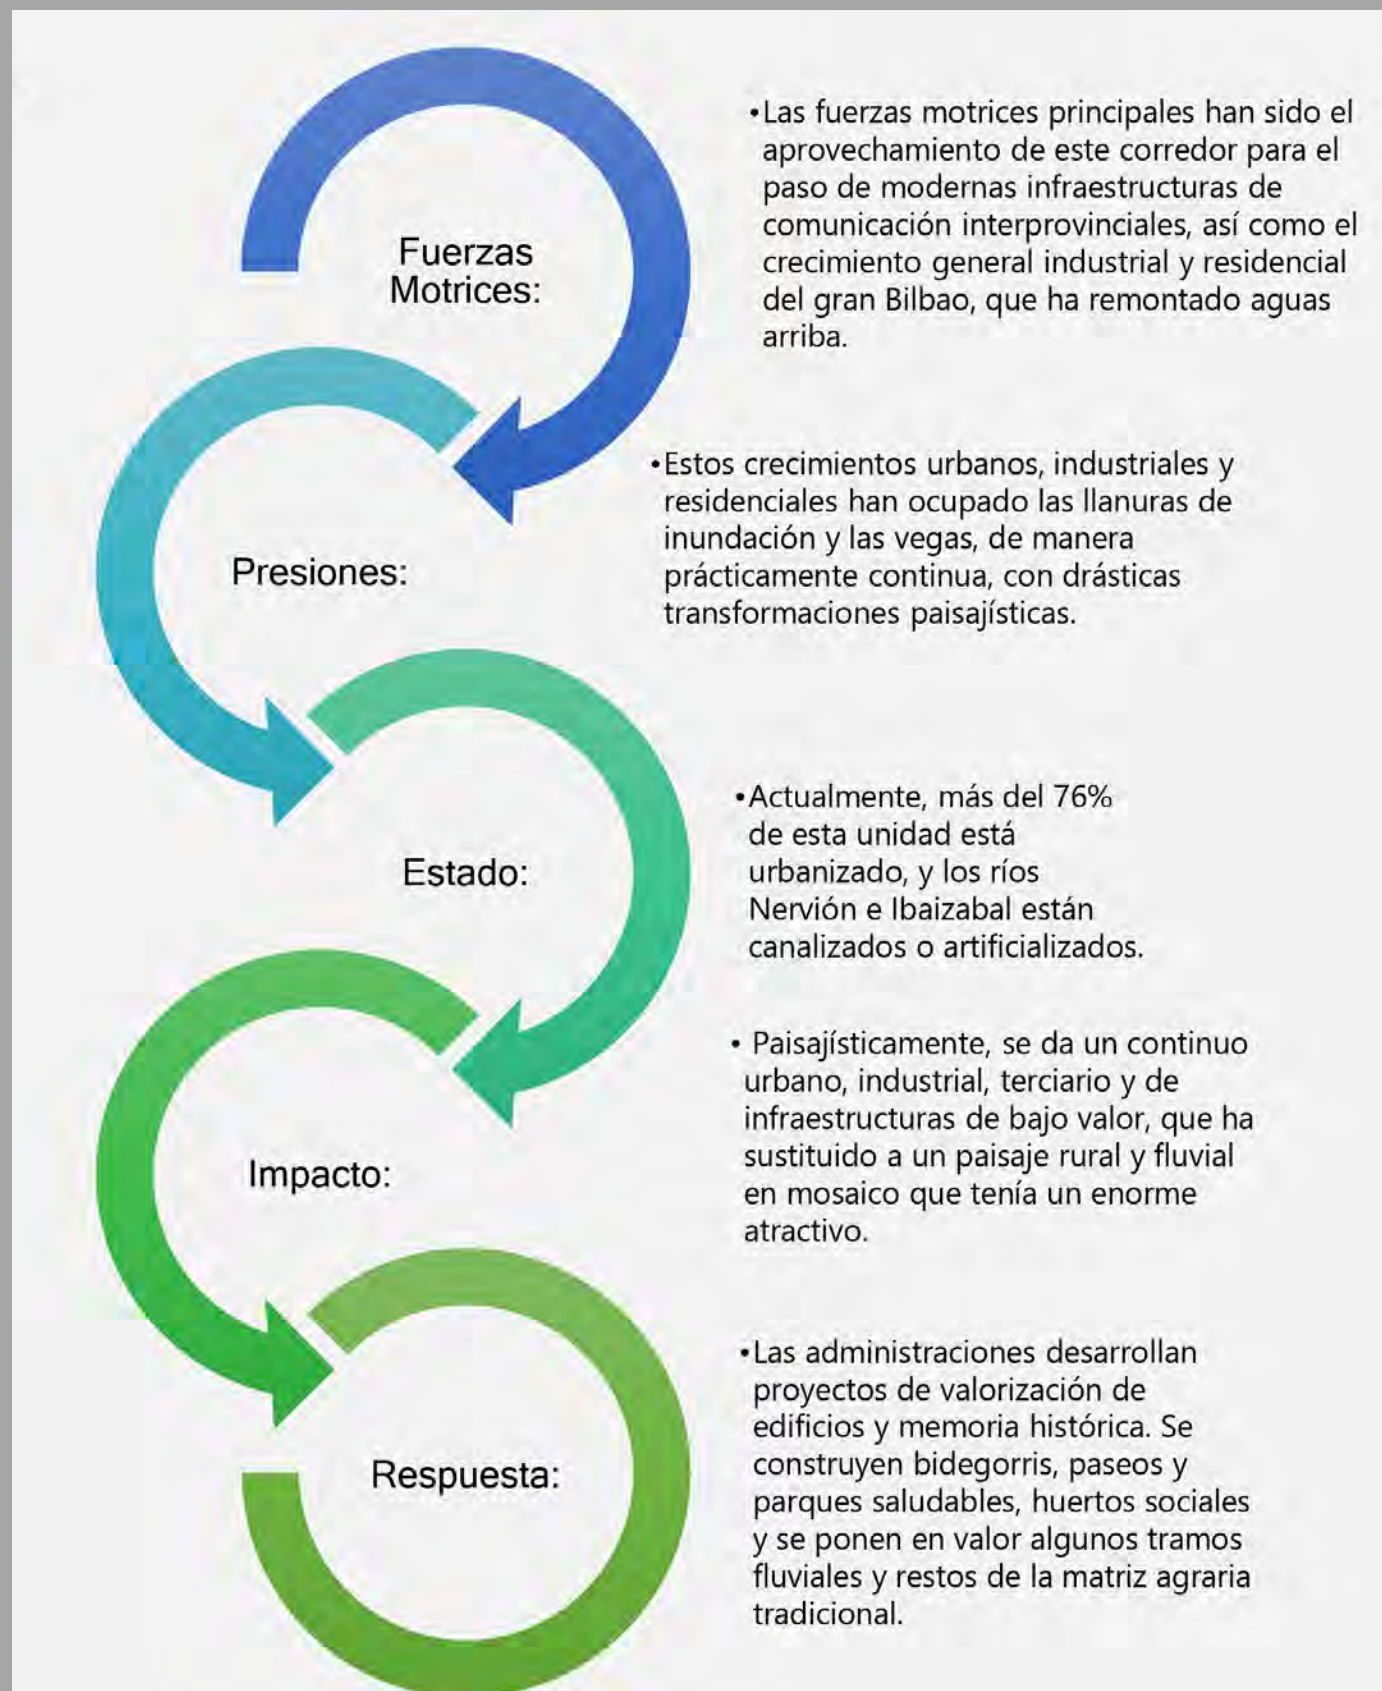 Fuerzas
Motrices:
•Las fuerzas motrices principales han sido el
aprovechamiento de este corredor para el
paso de modernas infraestructuras de
comunicación interprovinciales, así como el
crecimiento general industrial y residencial
del gran Bilbao, que ha remontado aguas
arriba.
Presiones:
•Estos crecimientos urbanos, industriales y
residenciales han ocupado las llanuras de
inundación y las vegas, de manera
prácticamente continua, con drásticas
transformaciones paisajísticas.
Estado:
•Actualmente, más del 76%
de esta unidad está
urbanizado, y los ríos
Nervión e Ibaizabal están
canalizados o artificializados.
Impacto:
• Paisajísticamente, se da un continuo
urbano, industrial, terciario y de
infraestructuras de bajo valor, que ha
sustituido a un paisaje rural y fluvial
en mosaico que tenía un enorme
atractivo.
Respuesta:
•Las administraciones desarrollan
proyectos de valorización de
edificios y memoria histórica. Se
construyen bidegorris, paseos y
parques saludables, huertos sociales
y se ponen en valor algunos tramos
fluviales y restos de la matriz agraria
tradicional.